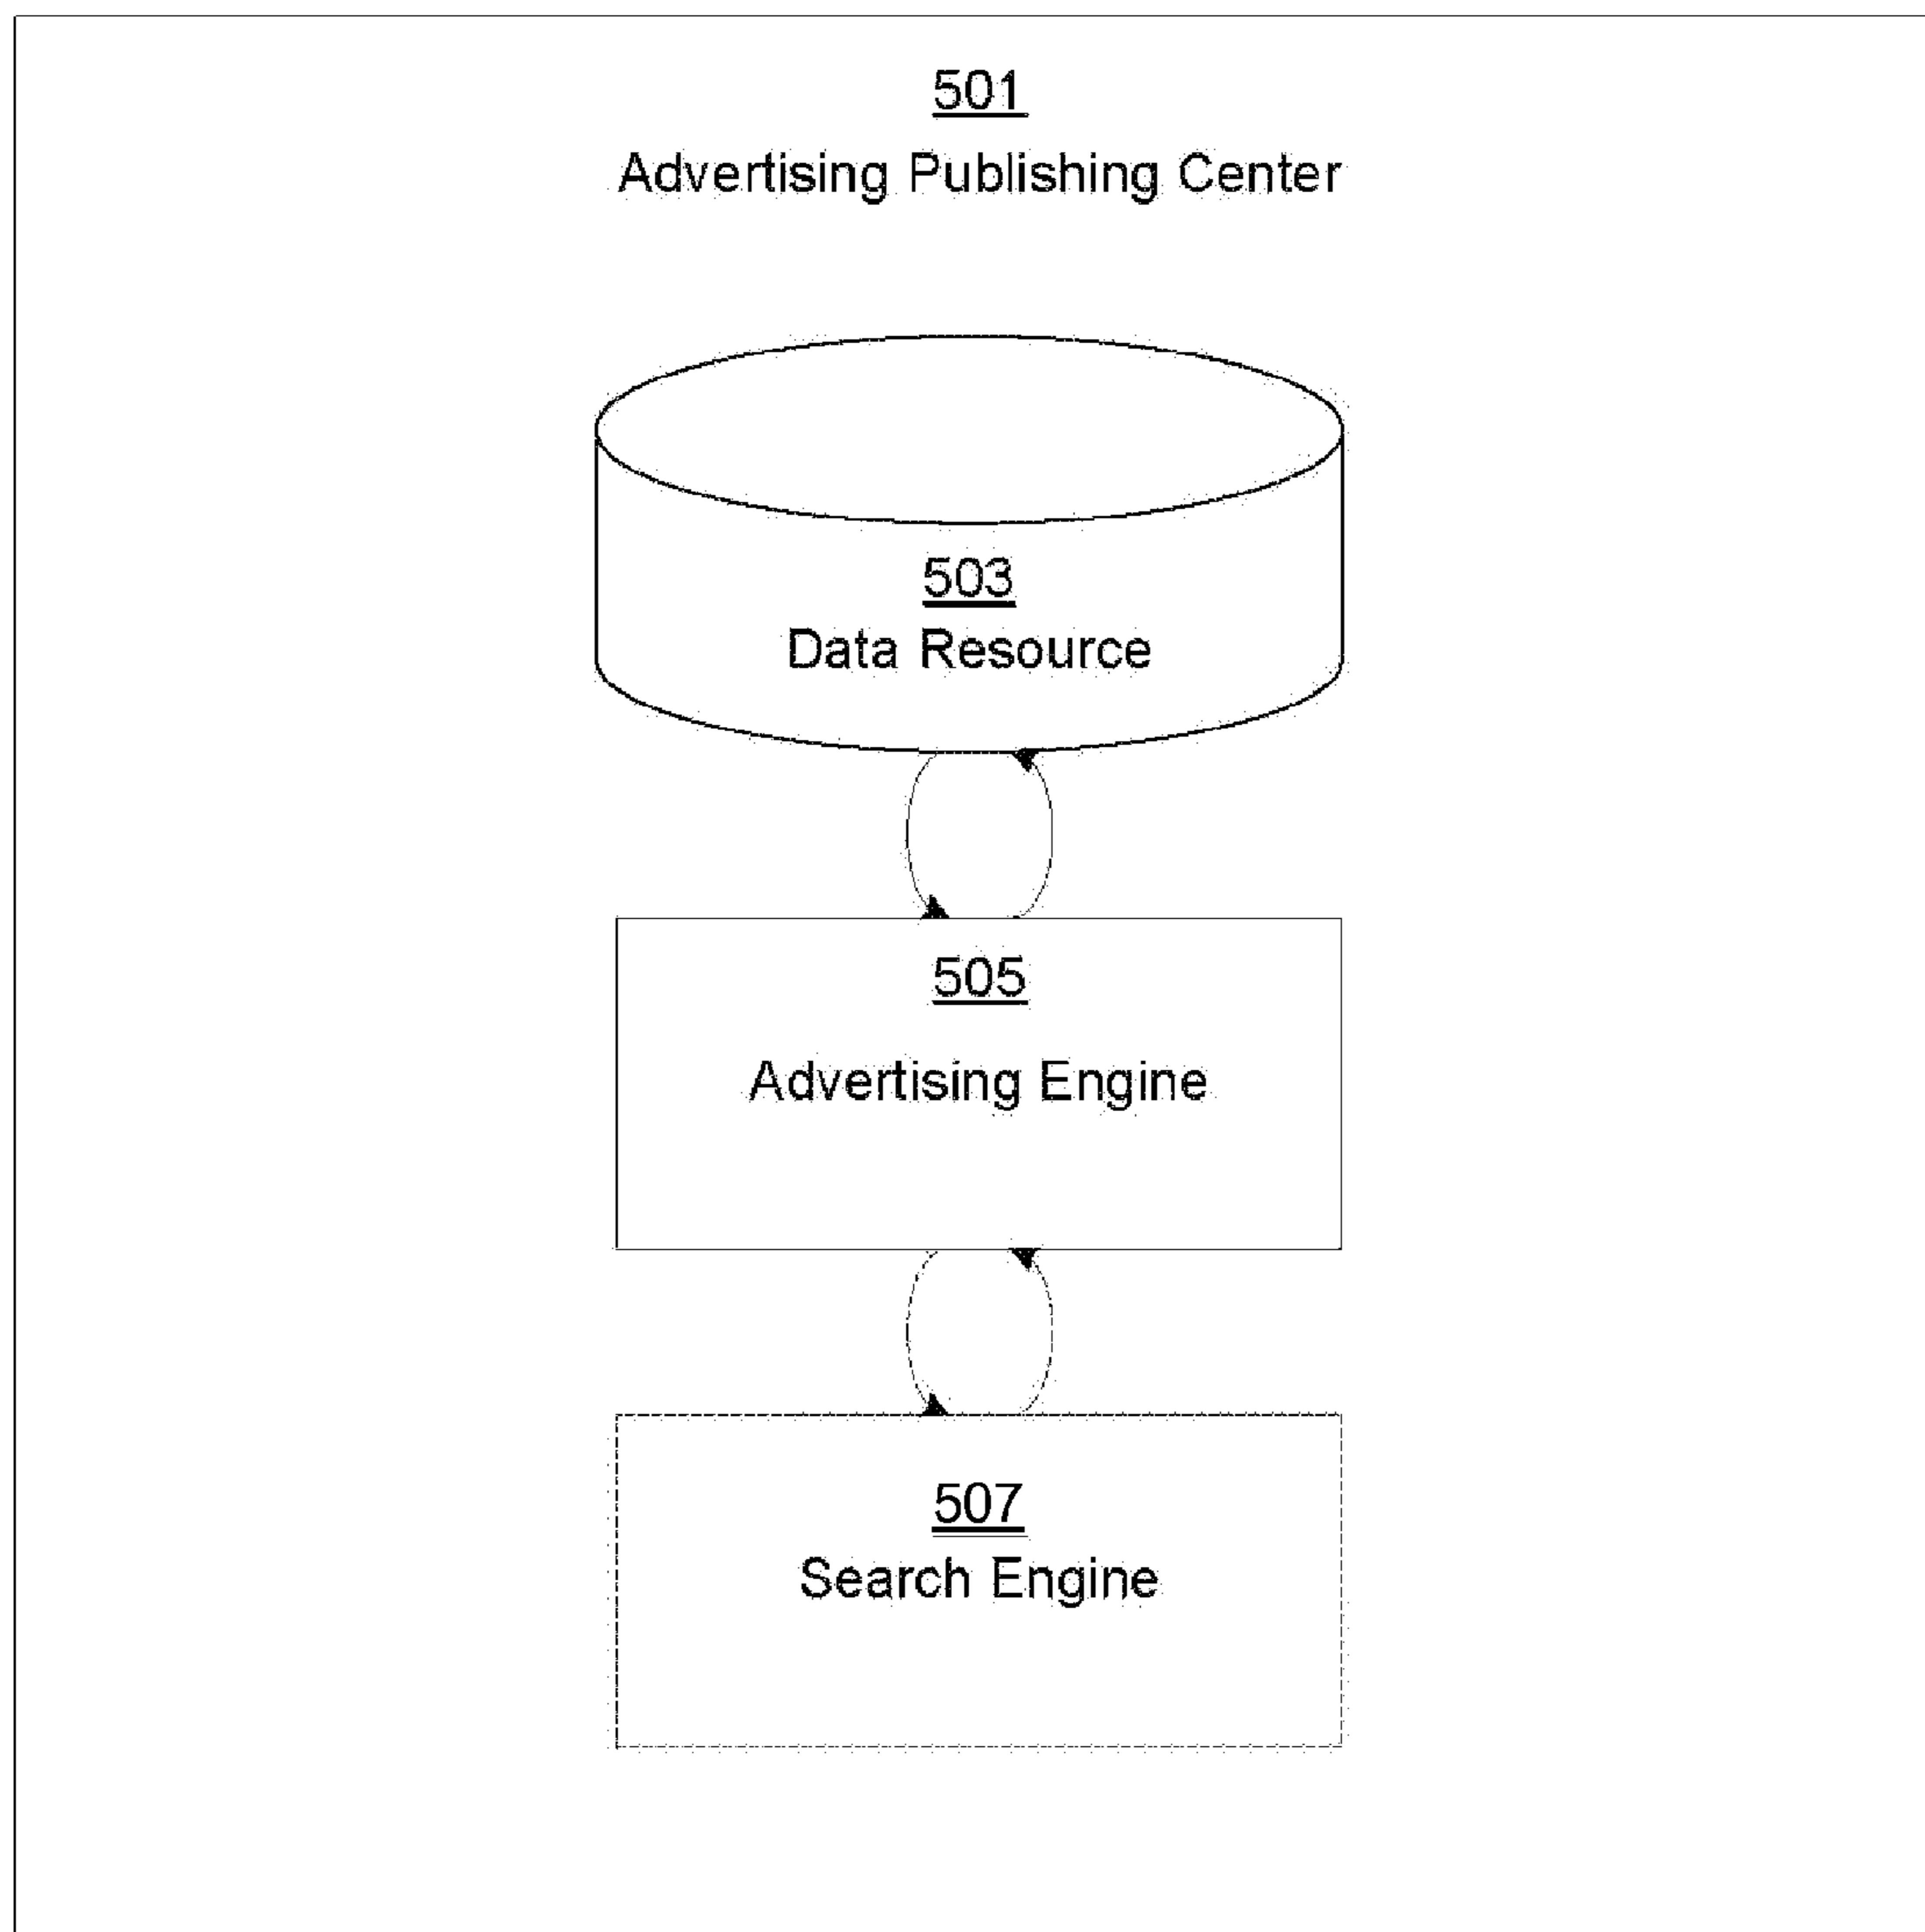 501
Advertising Publishing Center
503
Data Resource
505
Advertising Engine
507
Search Engine